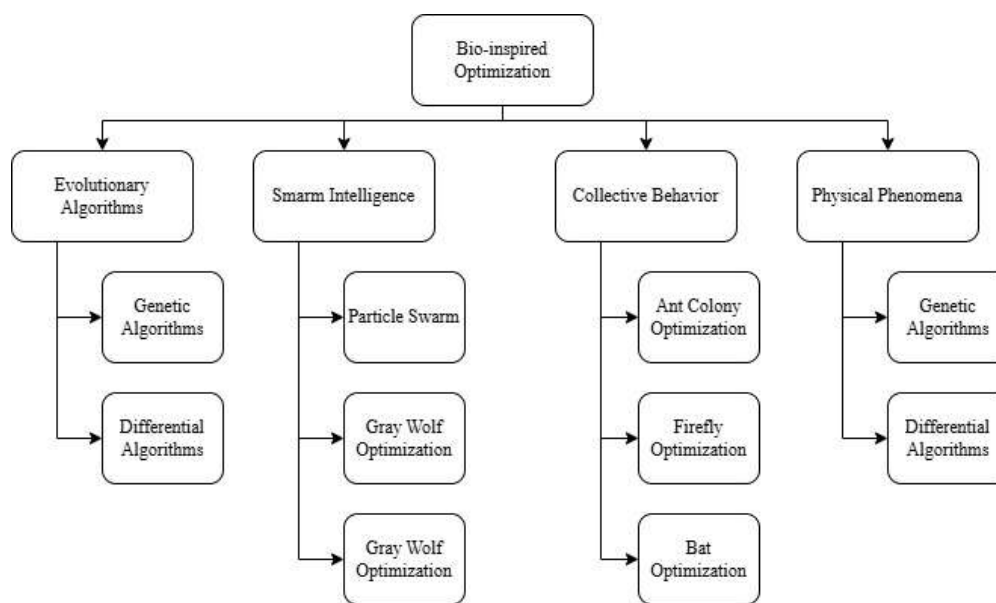 Bio-inspired
Optimization
Evolutionary
Algorithms
Smarm Intelligence
Collective Behavior
Physical Phenomena
Genetic
Algorithms
Particle Swarm
Ant Colony
Optimization
Genetic
Algorithms
Differential
Algorithms
Gray Wolf
Optimization
Firefly
Optimization
Differential
Algorithms
Gray Wolf
Optimization
Bat
Optimization